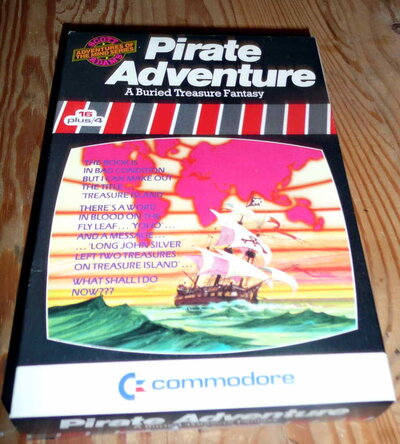 SCOTT
ADVENTURES OF
THE MIND SERIES
ADAMS
Pirate
Adventure
A Buried Treasure Fantasy
16
plus/4
THE BOOK IS
IN BAD CONDITION
BUT I CAN MAKE OUT
THE TITLE...
'TREASURE ISLAND'
THERE'S A WORD
IN BLOOD ON THE
FLY LEAF... 'YOHO'...
AND A MESSAGE...
... 'LONG JOHN SILVER
LEFT TWO TREASURES
ON TREASURE ISLAND'...
WHAT SHALL I DO
NOW???
commodore
Pirate Adventure